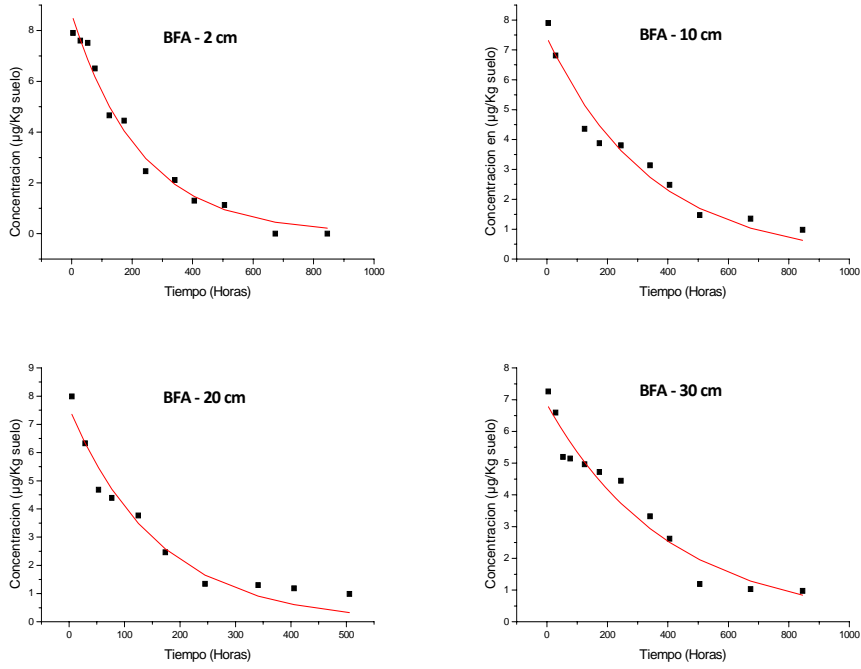 BFA - 2 cm
Concentracion (µg/Kg suelo)
8
6
4
2
0
0 200 400 600 800 1000
Tiempo (Horas)
BFA - 10 cm
Concentracion en (µg/Kg suelo)
8
7
6
5
4
3
2
1
0
0 200 400 600 800 1000
Tiempo (Horas)
BFA - 20 cm
Concentracion (µg/Kg suelo)
9
8
7
6
5
4
3
2
1
0
0 100 200 300 400 500
Tiempo (Horas)
BFA - 30 cm
Concentracion (µg/Kg suelo)
8
7
6
5
4
3
2
1
0
0 200 400 600 800 1000
Tiempo (Horas)